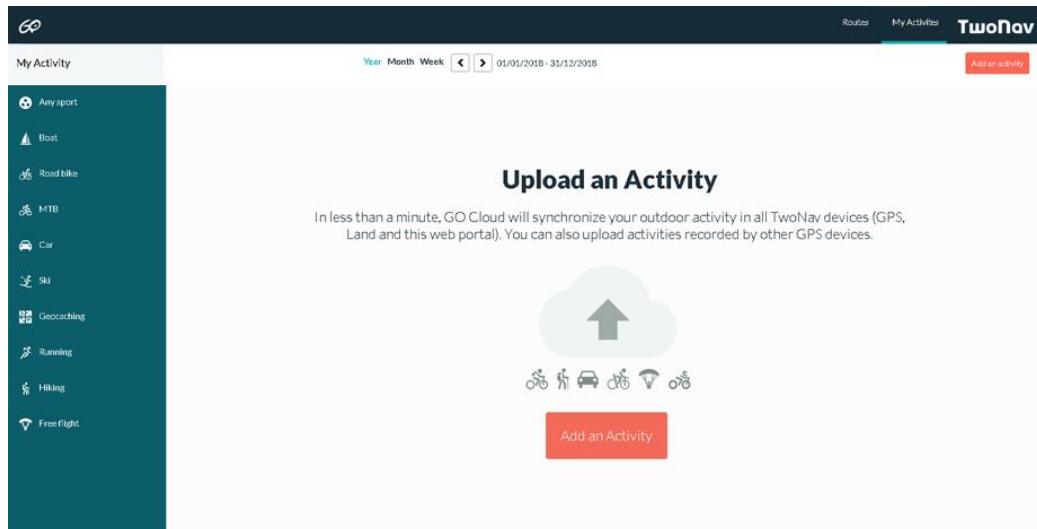 GO
Routes
My Activites
TwoNav
My Activity
Year Month Week 01/01/2018 - 31/12/2018
Add an activity
Any sport
Boat
Road bike
MTB
Car
Ski
Geocaching
Running
Hiking
Free flight
Upload an Activity
In less than a minute, GO Cloud will synchronize your outdoor activity in all TwoNav devices (GPS,
Land and this web portal). You can also upload activities recorded by other GPS devices.
Add an Activity